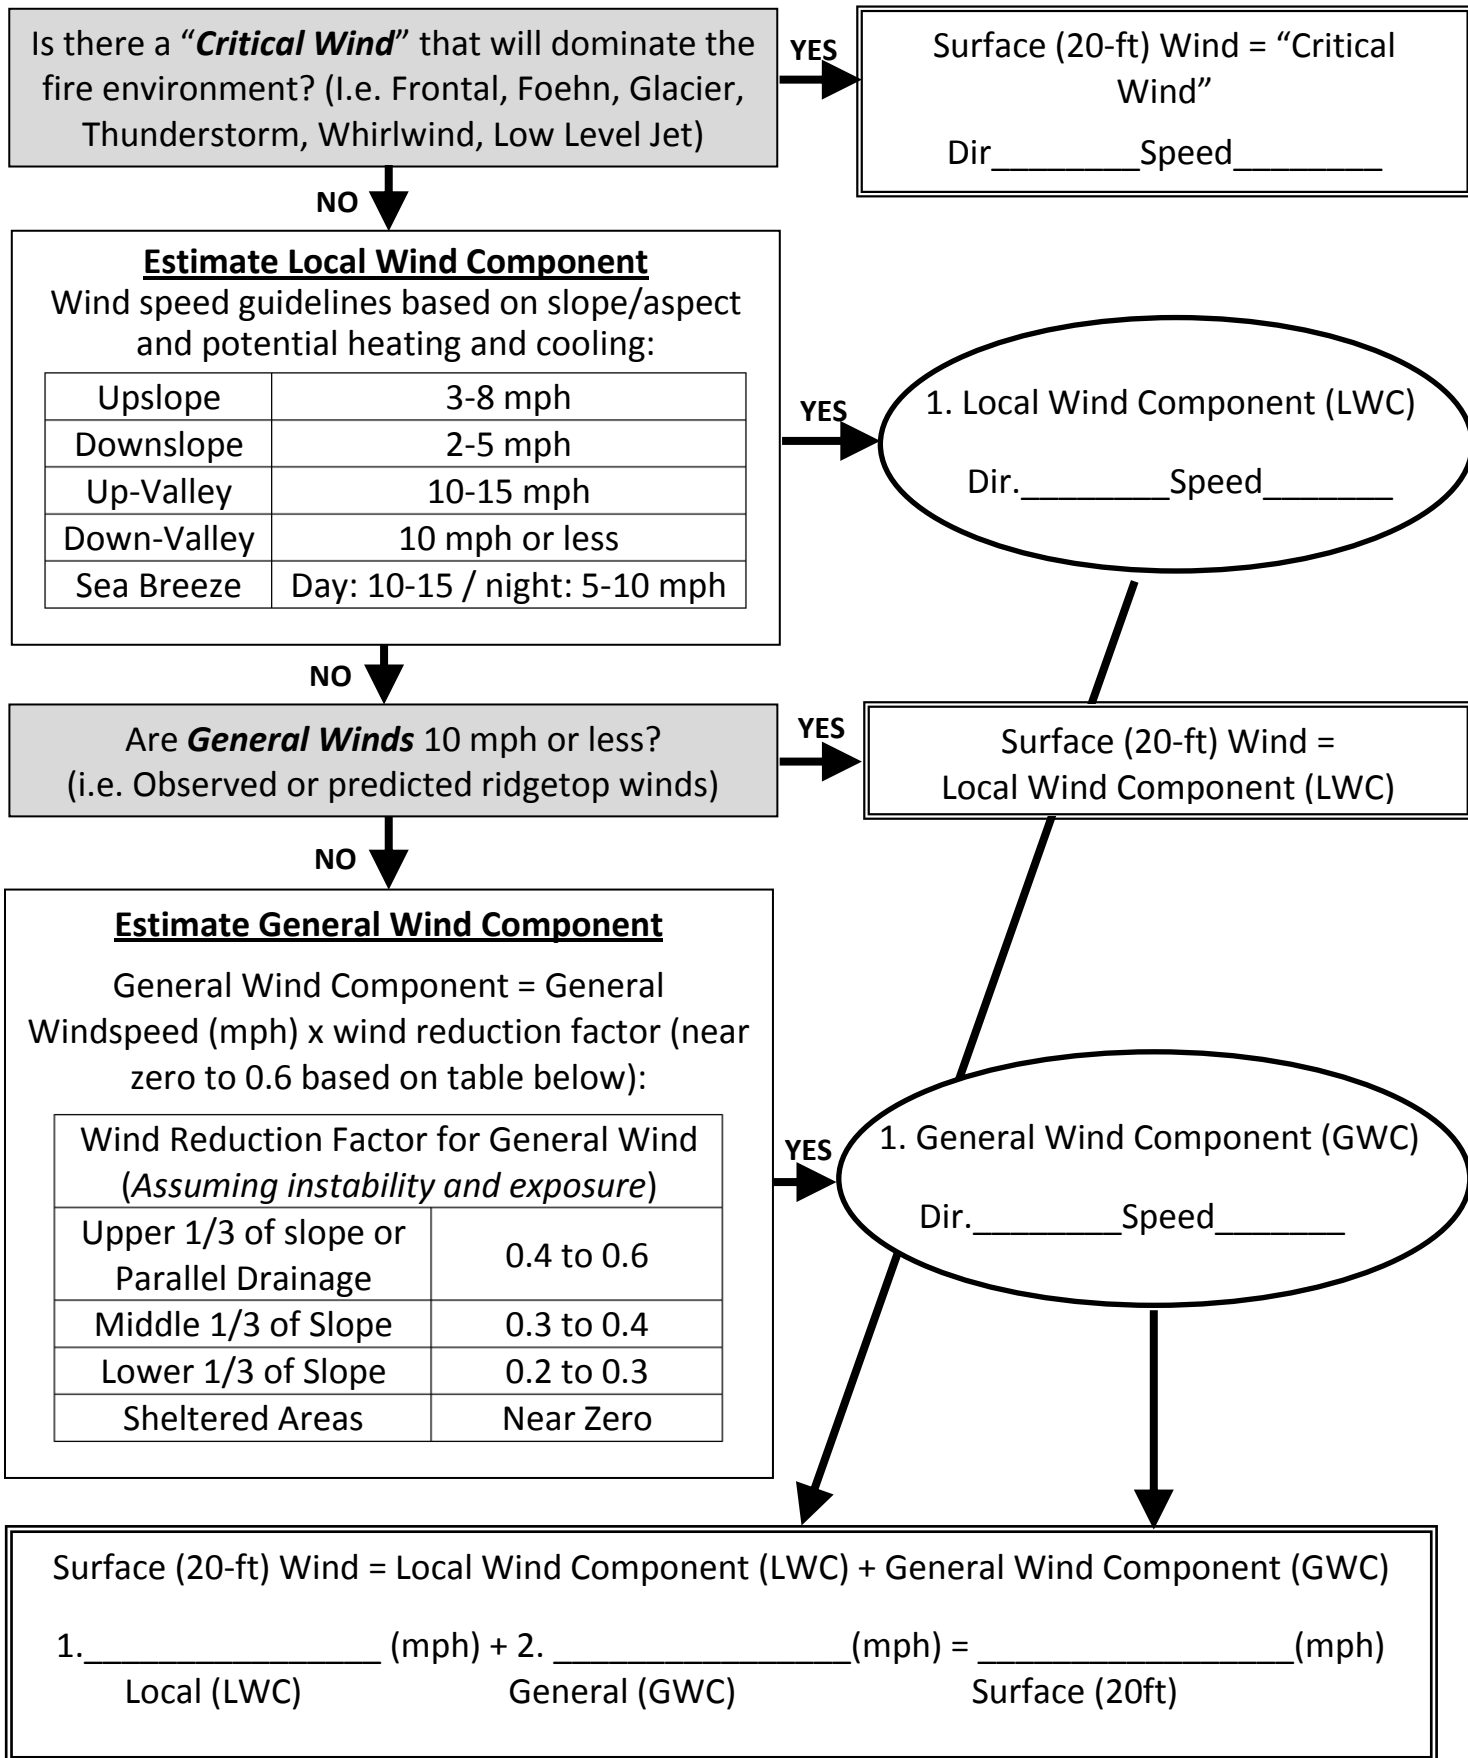 Is there a “Critical Wind” that will dominate the
fire environment? (I.e. Frontal, Foehn, Glacier,
Thunderstorm, Whirlwind, Low Level Jet)
YES
Surface (20-ft) Wind = “Critical
Wind”
Dir________Speed________
NO
Estimate Local Wind Component
Wind speed guidelines based on slope/aspect
and potential heating and cooling:
Upslope 3-8 mph
Downslope 2-5 mph
Up-Valley 10-15 mph
Down-Valley 10 mph or less
Sea Breeze Day: 10-15 / night: 5-10 mph
YES
1. Local Wind Component (LWC)
Dir.________Speed_______
NO
Are General Winds 10 mph or less?
(i.e. Observed or predicted ridgetop winds)
YES
Surface (20-ft) Wind =
Local Wind Component (LWC)
NO
Estimate General Wind Component
General Wind Component = General
Windspeed (mph) x wind reduction factor (near
zero to 0.6 based on table below):
Wind Reduction Factor for General Wind
(Assuming instability and exposure)
Upper 1/3 of slope or
Parallel Drainage 0.4 to 0.6
Middle 1/3 of Slope 0.3 to 0.4
Lower 1/3 of Slope 0.2 to 0.3
Sheltered Areas Near Zero
YES
1. General Wind Component (GWC)
Dir.________Speed_______
Surface (20-ft) Wind = Local Wind Component (LWC) + General Wind Component (GWC)
1.________________ (mph) + 2. ________________(mph) = _________________(mph)
Local (LWC) General (GWC) Surface (20ft)